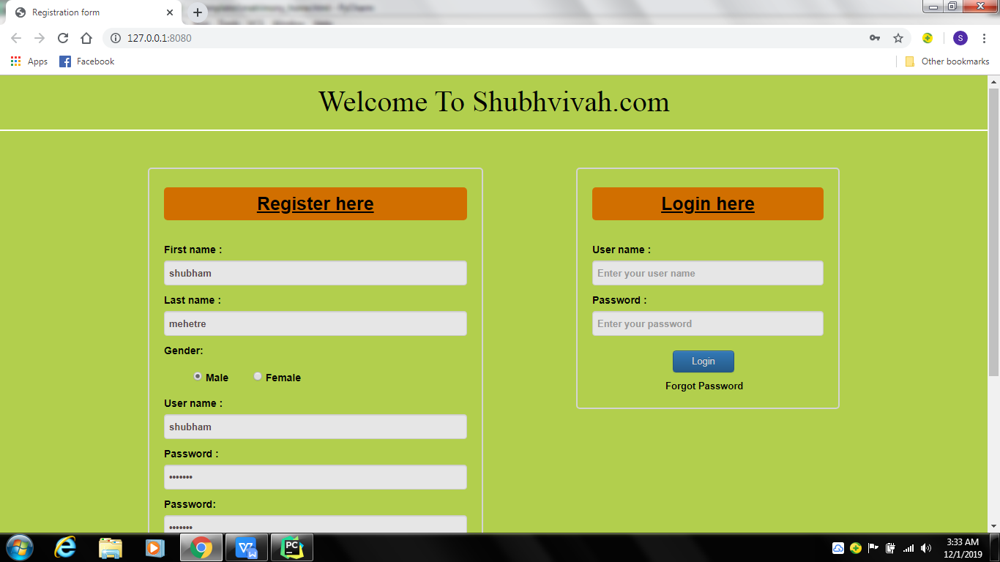 Registration form
127.0.0.1:8080
S
Apps
Facebook
Other bookmarks
Welcome To Shubhvivah.com
Register here
First name :
shubham
Last name :
mehetre
Gender:
Male
Female
User name :
shubham
Password :
•••••••
Password:
•••••••
Login here
User name :
Enter your user name
Password :
Enter your password
Login
Forgot Password
PC
3:33 AM
12/1/2019